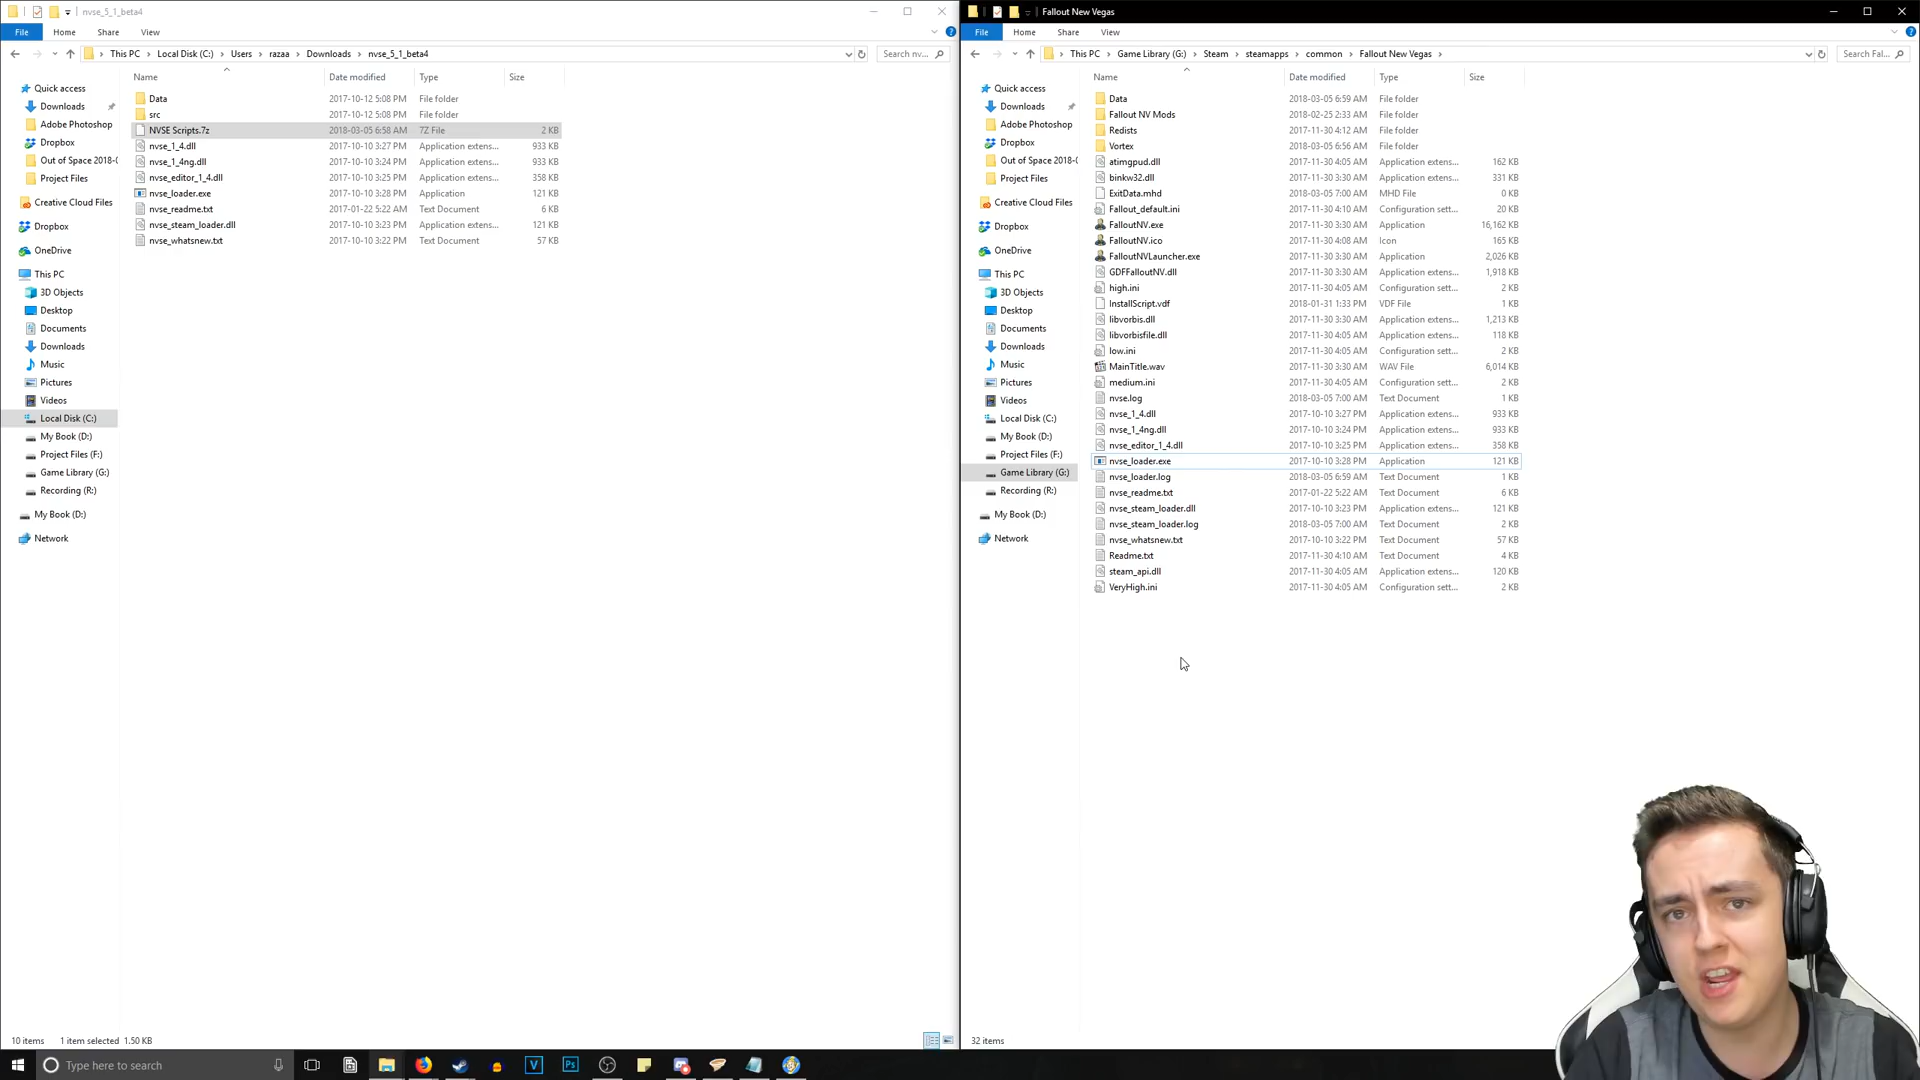 nvse_5_1_beta4
File Home Share View
This PC Local Disk (C:) Users razaa Downloads nvse_5_1_beta4 Search nv...
Name Date modified Type Size
Quick access
Downloads
Adobe Photoshop
Dropbox
Out of Space 2018-0
Project Files
Creative Cloud Files
Dropbox
OneDrive
This PC
3D Objects
Desktop
Documents
Downloads
Music
Pictures
Videos
Local Disk (C:)
My Book (D:)
Project Files (F:)
Game Library (G:)
Recording (R:)
My Book (D:)
Network
Data 2017-10-12 5:08 PM File folder
src 2017-10-12 5:08 PM File folder
NVSE Scripts.7z 2018-03-05 6:58 AM 7Z File 2 KB
nvse_1_4.dll 2017-10-10 3:27 PM Application extens... 933 KB
nvse_1_4ng.dll 2017-10-10 3:24 PM Application extens... 933 KB
nvse_editor_1_4.dll 2017-10-10 3:25 PM Application extens... 358 KB
nvse_loader.exe 2017-10-10 3:28 PM Application 121 KB
nvse_readme.txt 2017-01-22 5:22 AM Text Document 6 KB
nvse_steam_loader.dll 2017-10-10 3:23 PM Application extens... 121 KB
nvse_whatsnew.txt 2017-10-10 3:22 PM Text Document 57 KB
10 items 1 item selected 1.50 KB
Fallout New Vegas
File Home Share View
This PC Game Library (G:) Steam steamapps common Fallout New Vegas Search Fal...
Name Date modified Type Size
Quick access
Downloads
Adobe Photoshop
Dropbox
Out of Space 2018-0
Project Files
Creative Cloud Files
Dropbox
OneDrive
This PC
3D Objects
Desktop
Documents
Downloads
Music
Pictures
Videos
Local Disk (C:)
My Book (D:)
Project Files (F:)
Game Library (G:)
Recording (R:)
My Book (D:)
Network
Data 2018-03-05 6:59 AM File folder
Fallout NV Mods 2018-02-25 2:33 AM File folder
Redists 2017-11-30 4:12 AM File folder
Vortex 2018-03-05 6:56 AM File folder
atimgpud.dll 2017-11-30 4:05 AM Application extens... 162 KB
binkw32.dll 2017-11-30 4:05 AM Application extens... 331 KB
ExitData.mhd 2018-03-05 7:00 AM MHD File 0 KB
Fallout_default.ini 2017-11-30 4:10 AM Configuration sett... 20 KB
FalloutNV.exe 2017-11-30 3:30 AM Application 16,162 KB
FalloutNV.ico 2017-11-30 4:08 AM Icon 165 KB
FalloutNVLauncher.exe 2017-11-30 3:30 AM Application 2,026 KB
GDFFalloutNV.dll 2017-11-30 4:05 AM Application extens... 1,918 KB
high.ini 2017-11-30 4:05 AM Configuration sett... 2 KB
InstallScript.vdf 2018-01-31 1:33 PM VDF File 1 KB
libvorbis.dll 2017-11-30 3:30 AM Application extens... 1,213 KB
libvorbisfile.dll 2017-11-30 4:05 AM Application extens... 118 KB
low.ini 2017-11-30 4:05 AM Configuration sett... 2 KB
MainTitle.wav 2017-11-30 3:30 AM WAV File 6,014 KB
medium.ini 2017-11-30 4:05 AM Configuration sett... 2 KB
nvse.log 2018-03-05 7:00 AM Text Document 1 KB
nvse_1_4.dll 2017-10-10 3:27 PM Application extens... 933 KB
nvse_1_4ng.dll 2017-10-10 3:24 PM Application extens... 933 KB
nvse_editor_1_4.dll 2017-10-10 3:25 PM Application extens... 358 KB
nvse_loader.exe 2017-10-10 3:28 PM Application 121 KB
nvse_loader.log 2018-03-05 6:59 AM Text Document 1 KB
nvse_readme.txt 2017-01-22 5:22 AM Text Document 6 KB
nvse_steam_loader.dll 2017-10-10 3:23 PM Application extens... 121 KB
nvse_steam_loader.log 2018-03-05 7:00 AM Text Document 2 KB
nvse_whatsnew.txt 2017-10-10 3:22 PM Text Document 57 KB
Readme.txt 2017-11-30 4:10 AM Text Document 4 KB
steam_api.dll 2017-11-30 4:05 AM Application extens... 120 KB
VeryHigh.ini 2017-11-30 4:05 AM Configuration sett... 2 KB
32 items
Type here to search
V
Ps